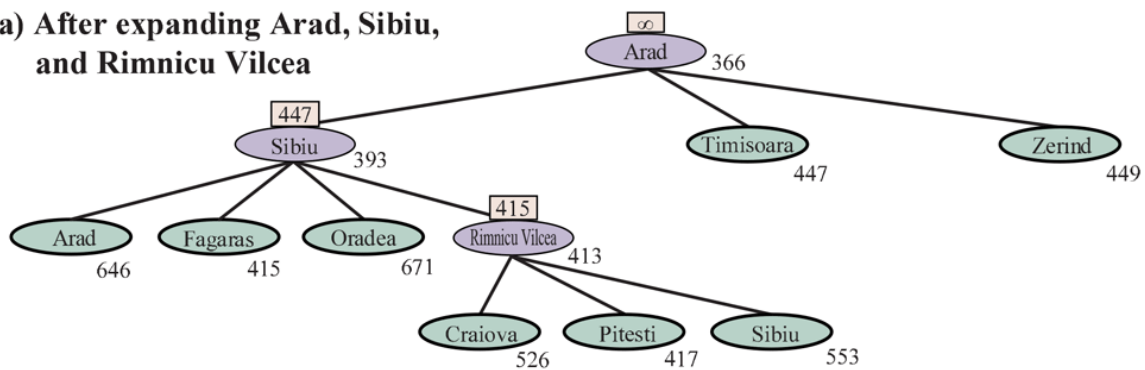 a) After expanding Arad, Sibiu,
and Rimnicu Vilcea
∞
Arad
366
447
Sibiu
393
Timisoara
447
Zerind
449
Arad
646
Fagaras
415
Oradea
671
415
Rimnicu Vilcea
413
Craiova
526
Pitesti
417
Sibiu
553